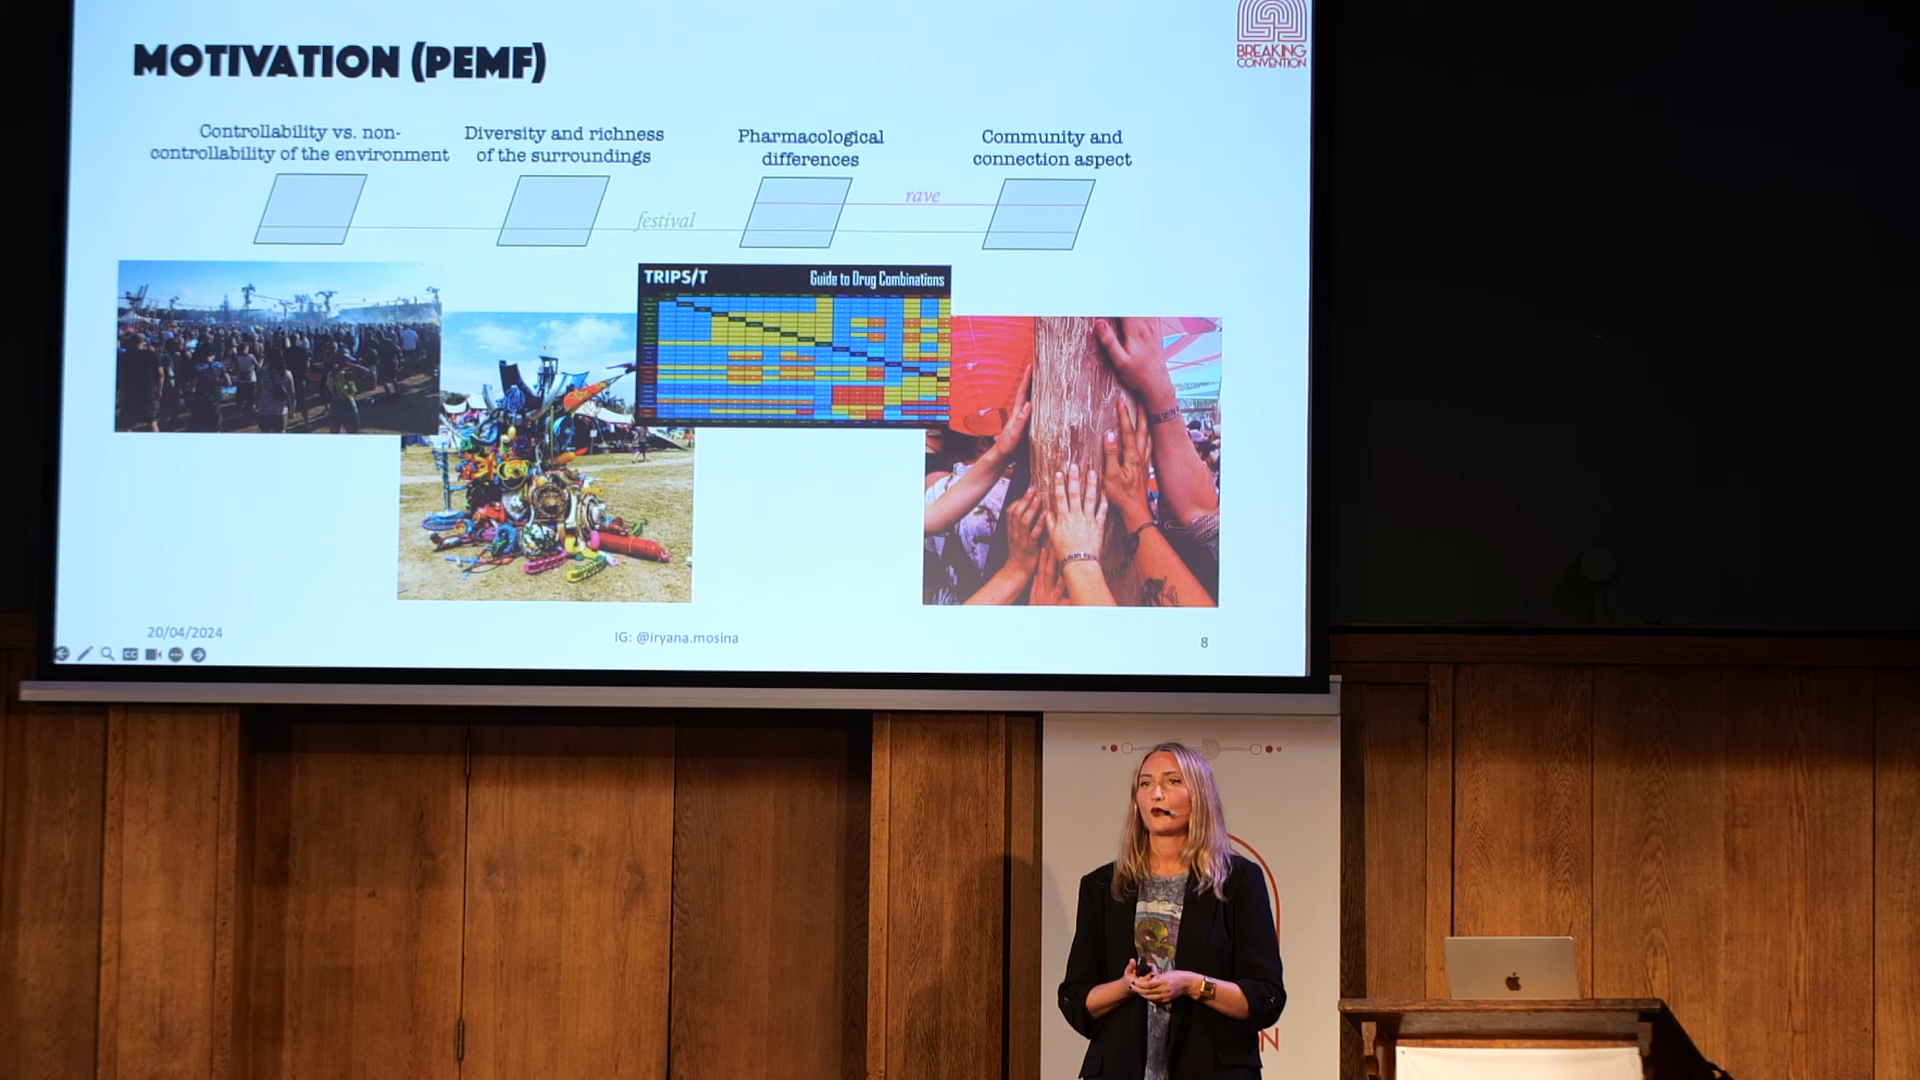 MOTIVATION (PEMF)
BREAKING
CONVENTION
Controllability vs. non-
controllability of the environment
Diversity and richness
of the surroundings
Pharmacological
differences
Community and
connection aspect
rave
festival
TRIPS/T
Guide to Drug Combinations
20/04/2024
IG: @iryana.mosina
8
CC
N